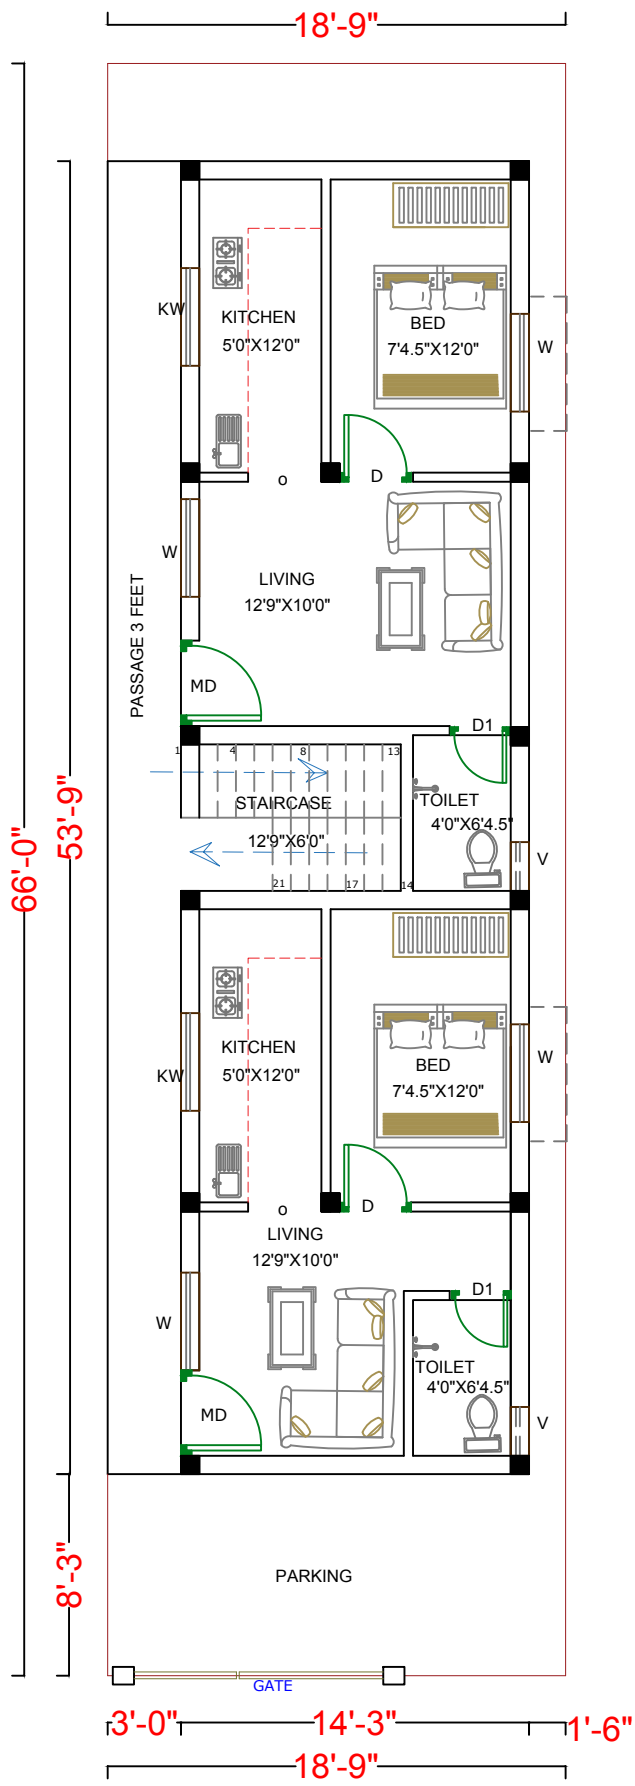 18'-9"
KITCHEN
5'0"X12'0"
BED
7'4.5"X12'0"
KW
W
o
D
W
LIVING
12'9"X10'0"
PASSAGE 3 FEET
MD
D1
1
4
8
13
STAIRCASE
12'9"X6'0"
TOILET
4'0"X6'4.5"
V
21
17
14
66'-0"
53'-9"
KITCHEN
5'0"X12'0"
BED
7'4.5"X12'0"
KW
W
o
D
LIVING
12'9"X10'0"
D1
W
TOILET
4'0"X6'4.5"
MD
V
8'-3"
PARKING
GATE
3'-0"
14'-3"
1'-6"
18'-9"